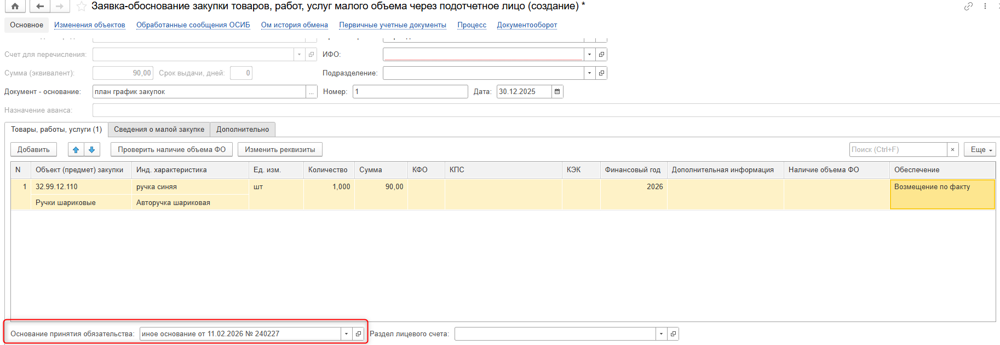 Заявка-обоснование закупки товаров, работ, услуг малого объема через подотчетное лицо (создание) *
Основное Изменения объектов Обработанные сообщения ОСИБ Ом история обмена Первичные учетные документы Процесс Документооборот
Счет для перечисления: ИФО:
Сумма (эквивалент): 90,00 Срок выдачи, дней: 0 Подразделение:
Документ - основание: план график закупок ... Номер: 1 Дата: 30.12.2025
Назначение аванса:
Товары, работы, услуги (1) Сведения о малой закупке Дополнительно
Добавить Проверить наличие объема ФО Изменить реквизиты Поиск (Ctrl+F) × Еще
N Объект (предмет) закупки Инд. характеристика Ед. изм. Количество Сумма КФО КПС КЭК Финансовый год Дополнительная информация Наличие объема ФО Обеспечение
1 32.99.12.110 ручка синяя шт 1,000 90,00 2026 Возмещение по факту
Ручки шариковые Авторучка шариковая
Основание принятия обязательства: иное основание от 11.02.2026 № 240227 Раздел лицевого счета: